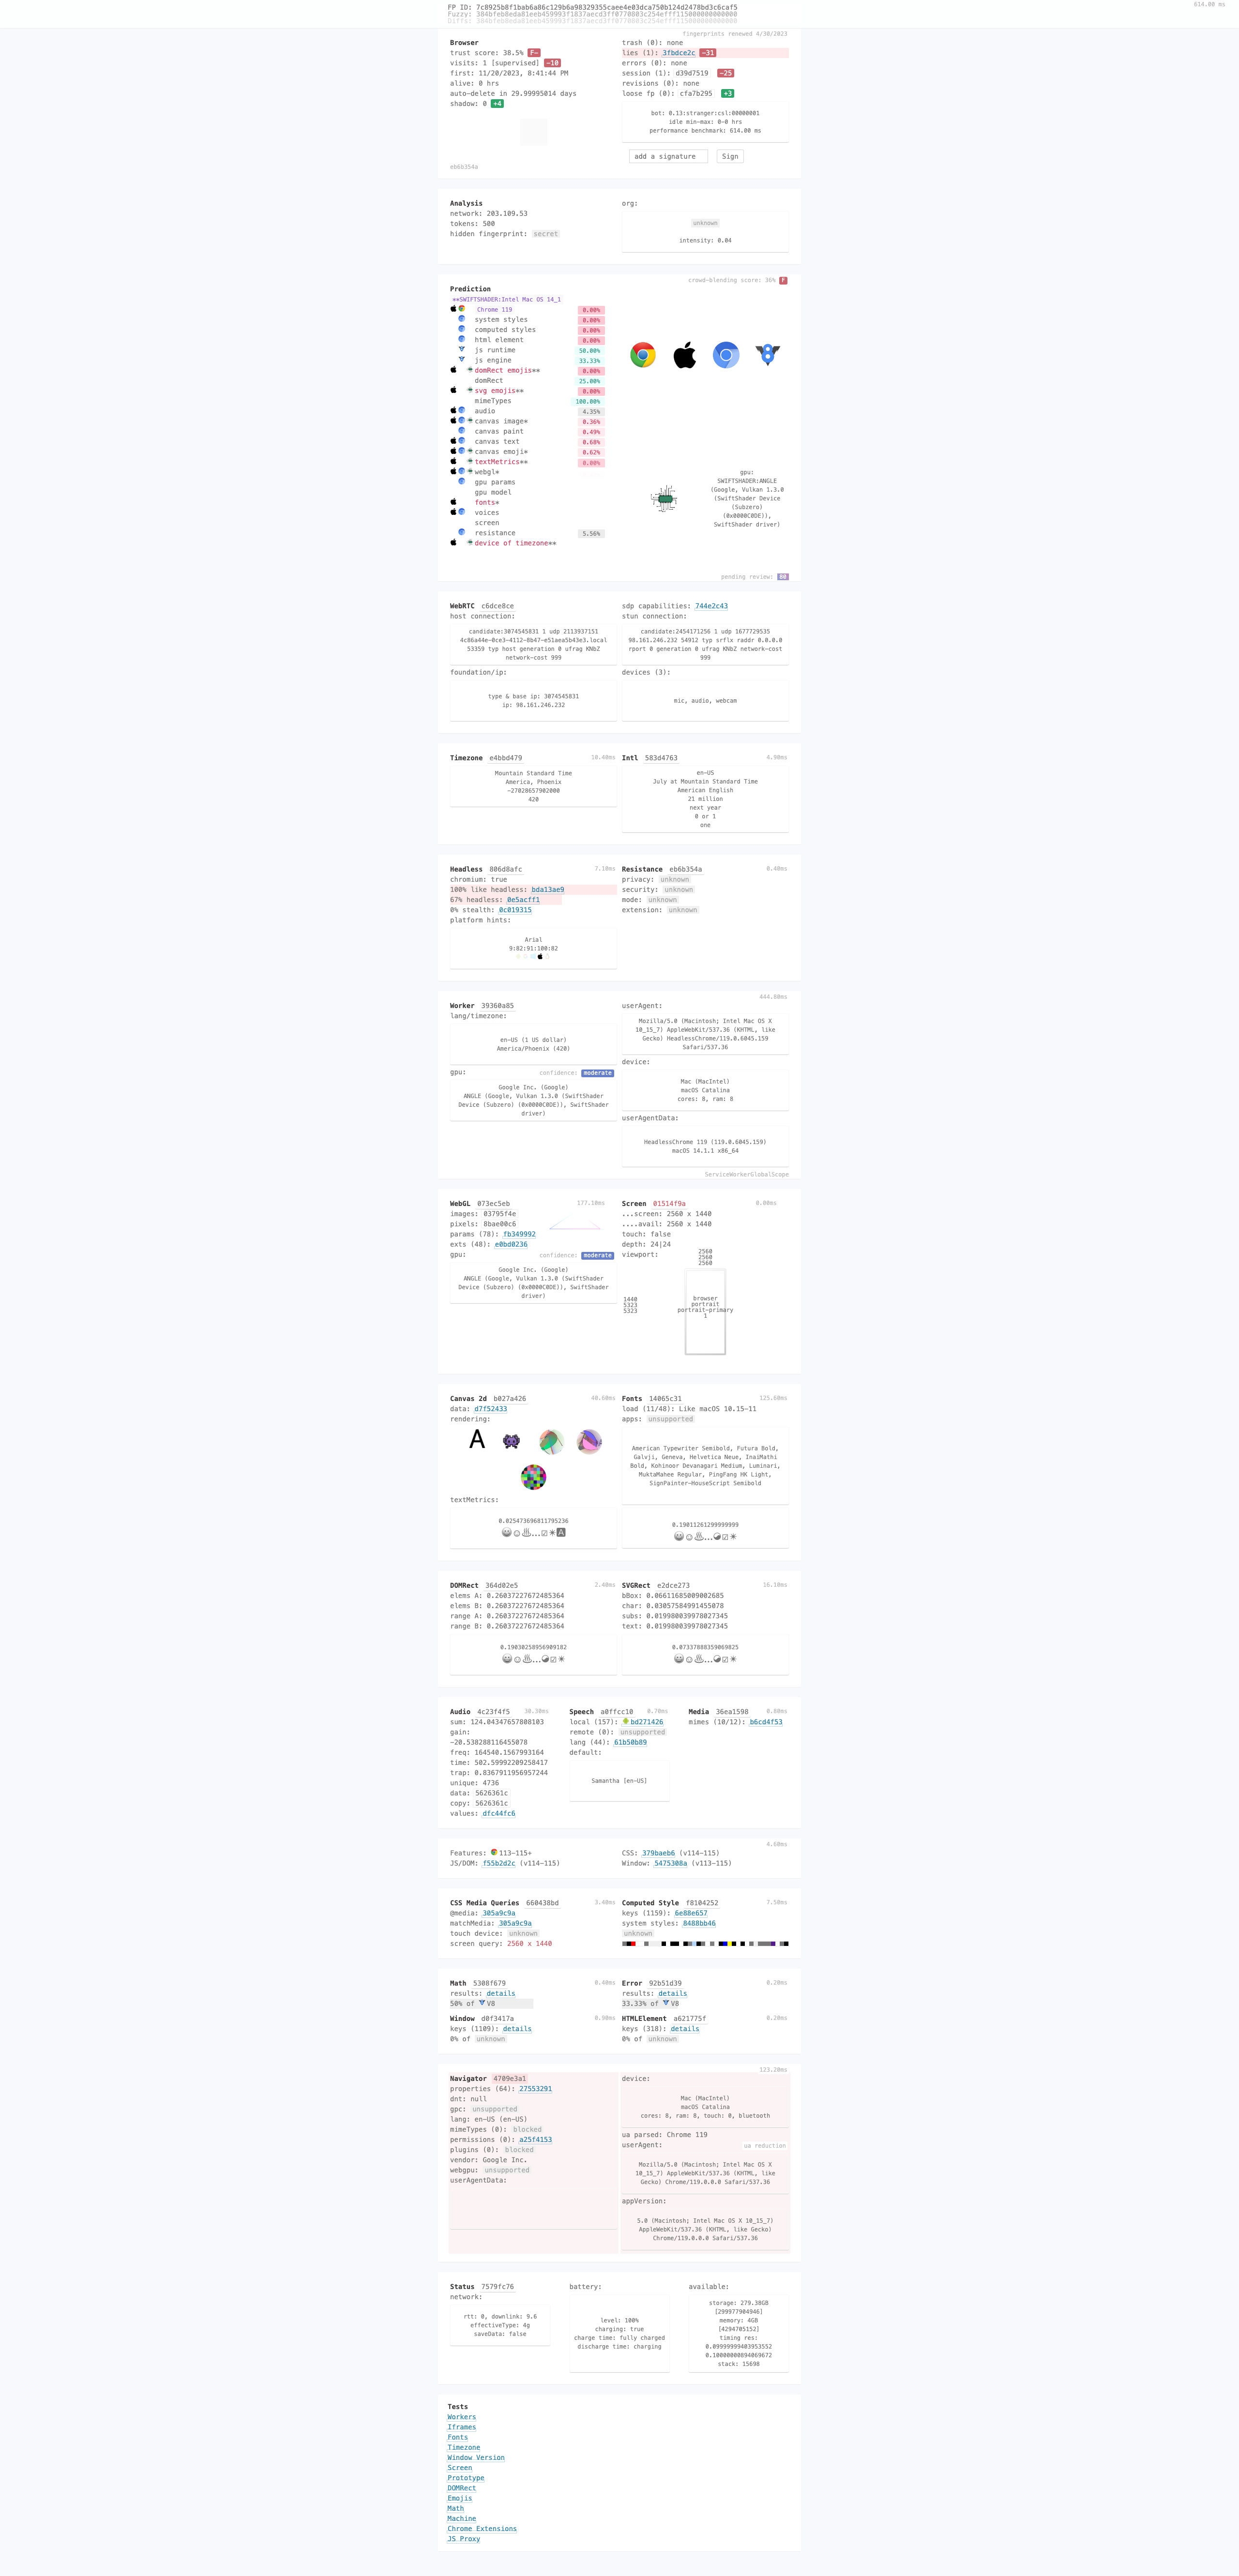 614.00 ms
FP ID: 7c8925b8f1bab6a86c129b6a98329355caee4e03dca750b124d2478bd3c6caf5
fingerprints renewed 4/30/2023
Browser
trust score: 38.5% F-
visits: 1 [supervised] -10
first: 11/20/2023, 8:41:44 PM
alive: 0 hrs
auto-delete in 29.99995014 days
shadow: 0 +4
eb6b354a
trash (0): none
lies (1): 3fbdce2c -31
errors (0): none
session (1): d39d7519 -25
revisions (0): none
loose fp (0): cfa7b295 +3
bot: 0.13:stranger:csl:00000001
idle min-max: 0-0 hrs
performance benchmark: 614.00 ms
add a signature
Sign
Analysis
network: 203.109.53
tokens: 500
hidden fingerprint: secret
org:
unknown
intensity: 0.04
crowd-blending score: 36% F
Prediction
**SWIFTSHADER:Intel Mac OS 14_1
Chrome 119 0.00%
system styles 0.00%
computed styles 0.00%
html element 0.00%
js runtime 50.00%
js engine 33.33%
domRect emojis** 0.00%
domRect 25.00%
svg emojis** 0.00%
mimeTypes 100.00%
audio 4.35%
canvas image* 0.36%
canvas paint 0.49%
canvas text 0.68%
canvas emoji* 0.62%
textMetrics** 0.00%
webgl*
gpu params
gpu model
fonts*
voices
screen
resistance 5.56%
device of timezone**
gpu:
SWIFTSHADER:ANGLE
(Google, Vulkan 1.3.0
(SwiftShader Device
(Subzero)
(0x0000C0DE)),
SwiftShader driver)
pending review:
WebRTC c6dce8ce
host connection:
candidate:3074545831 1 udp 2113937151
4c86a44e-0ce3-4112-8b47-e51aea5b43e3.local
53359 typ host generation 0 ufrag KNbZ
network-cost 999
foundation/ip:
type & base ip: 3074545831
ip: 98.161.246.232
sdp capabilities: 744e2c43
stun connection:
candidate:2454171256 1 udp 1677729535
98.161.246.232 54912 typ srflx raddr 0.0.0.0
rport 0 generation 0 ufrag KNbZ network-cost
999
devices (3):
mic, audio, webcam
Timezone e4bbd479 10.40ms
Mountain Standard Time
America, Phoenix
-27028657902000
420
Intl 583d4763 4.90ms
en-US
July at Mountain Standard Time
American English
21 million
next year
0 or 1
one
Headless 806d8afc 7.10ms
chromium: true
100% like headless: bda13ae9
67% headless: 0e5acff1
0% stealth: 0c019315
platform hints:
Arial
9:82:91:100:82
Resistance eb6b354a 0.40ms
privacy: unknown
security: unknown
mode: unknown
extension: unknown
444.80ms
Worker 39360a85
lang/timezone:
en-US (1 US dollar)
America/Phoenix (420)
gpu: confidence: moderate
Google Inc. (Google)
ANGLE (Google, Vulkan 1.3.0 (SwiftShader
Device (Subzero) (0x0000C0DE)), SwiftShader
driver)
userAgent:
Mozilla/5.0 (Macintosh; Intel Mac OS X
10_15_7) AppleWebKit/537.36 (KHTML, like
Gecko) HeadlessChrome/119.0.6045.159
Safari/537.36
device:
Mac (MacIntel)
macOS Catalina
cores: 8, ram: 8
userAgentData:
HeadlessChrome 119 (119.0.6045.159)
macOS 14.1.1 x86_64
ServiceWorkerGlobalScope
WebGL 073ec5eb 177.10ms
images: 03795f4e
pixels: 8bae00c6
params (78): fb349992
exts (48): e0bd0236
gpu: confidence: moderate
Google Inc. (Google)
ANGLE (Google, Vulkan 1.3.0 (SwiftShader
Device (Subzero) (0x0000C0DE)), SwiftShader
driver)
Screen 01514f9a 0.00ms
...screen: 2560 x 1440
....avail: 2560 x 1440
touch: false
depth: 24|24
viewport:
2560
2560
2560
1440
5323
5323
browser
portrait
portrait-primary
1
Canvas 2d b027a426 40.60ms
data: d7f52433
rendering:
A
textMetrics:
0.025473696811795236
Fonts 14065c31 125.60ms
load (11/48): Like macOS 10.15-11
apps: unsupported
American Typewriter Semibold, Futura Bold,
Galvji, Geneva, Helvetica Neue, InaiMathi
Bold, Kohinoor Devanagari Medium, Luminari,
MuktaMahee Regular, PingFang HK Light,
SignPainter-HouseScript Semibold
0.19011261299999999
DOMRect 364d02e5 2.40ms
elems A: 0.26037227672485364
elems B: 0.26037227672485364
range A: 0.26037227672485364
range B: 0.26037227672485364
0.19030258956909182
SVGRect e2dce273 16.10ms
bBox: 0.06611685009002685
char: 0.03057584991455078
subs: 0.019980039978027345
text: 0.019980039978027345
0.07337888359069825
Audio 4c23f4f5 30.30ms
sum: 124.04347657808103
gain:
-20.538288116455078
freq: 164540.1567993164
time: 502.59992209258417
trap: 0.8367911956957244
unique: 4736
data: 5626361c
copy: 5626361c
values: dfc44fc6
Speech a0ffcc10 0.70ms
local (157): bd271426
remote (0): unsupported
lang (44): 61b50b89
default:
Samantha [en-US]
Media 36ea1598 0.80ms
mimes (10/12): b6cd4f53
4.60ms
Features: 113-115+
JS/DOM: f55b2d2c (v114-115)
CSS: 379baeb6 (v114-115)
Window: 5475308a (v113-115)
CSS Media Queries 660438bd 3.40ms
@media: 305a9c9a
matchMedia: 305a9c9a
touch device: unknown
screen query: 2560 x 1440
Computed Style f8104252 7.50ms
keys (1159): 6e88e657
system styles: 8488bb46
unknown
Math 5308f679 0.40ms
results: details
50% of V8
Error 92b51d39 0.20ms
results: details
33.33% of V8
Window d0f3417a 0.90ms
keys (1109): details
0% of unknown
HTMLElement a621775f 0.20ms
keys (318): details
0% of unknown
123.20ms
Navigator 4709e3a1
properties (64): 27553291
dnt: null
gpc: unsupported
lang: en-US (en-US)
mimeTypes (0): blocked
permissions (0): a25f4153
plugins (0): blocked
vendor: Google Inc.
webgpu: unsupported
userAgentData:
device:
Mac (MacIntel)
macOS Catalina
cores: 8, ram: 8, touch: 0, bluetooth
ua parsed: Chrome 119
userAgent: ua reduction
Mozilla/5.0 (Macintosh; Intel Mac OS X
10_15_7) AppleWebKit/537.36 (KHTML, like
Gecko) Chrome/119.0.0.0 Safari/537.36
appVersion:
5.0 (Macintosh; Intel Mac OS X 10_15_7)
AppleWebKit/537.36 (KHTML, like Gecko)
Chrome/119.0.0.0 Safari/537.36
Status 7579fc76
network:
rtt: 0, downlink: 9.6
effectiveType: 4g
saveData: false
battery:
level: 100%
charging: true
charge time: fully charged
discharge time: charging
available:
storage: 279.38GB
[299977904946]
memory: 4GB
[4294705152]
timing res:
0.09999999403953552
0.10000000894069672
stack: 15698
Tests
Workers
Iframes
Fonts
Timezone
Window Version
Screen
Prototype
DOMRect
Emojis
Math
Machine
Chrome Extensions
JS Proxy